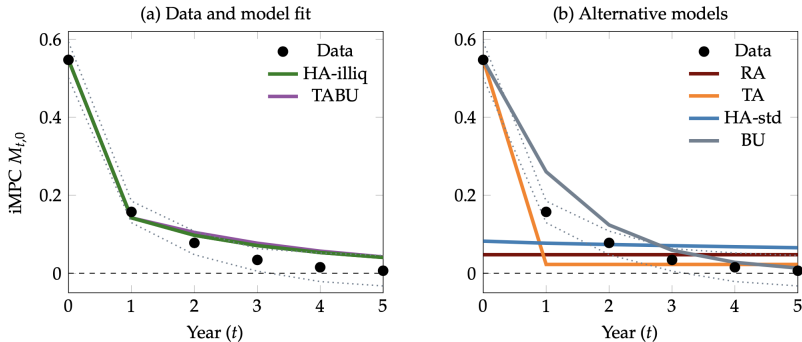 (a) Data and model fit
0.6
0.4
0.2
0
iMPC M_{t,0}
Data
HA-illiq
TABU
0 1 2 3 4 5
Year (t)
(b) Alternative models
0.6
0.4
0.2
0
Data
RA
TA
HA-std
BU
0 1 2 3 4 5
Year (t)